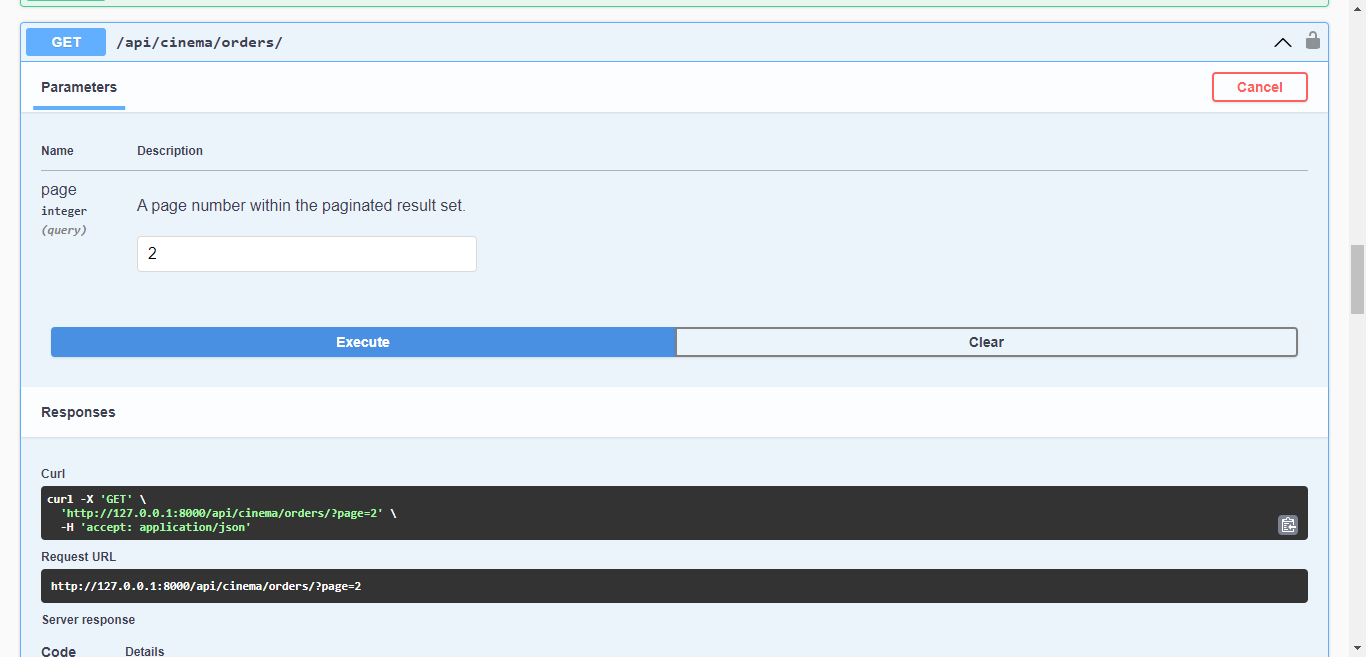 GET /api/cinema/orders/
Parameters
Cancel
Name Description
page
integer
(query)
A page number within the paginated result set.
2
Execute Clear
Responses
Curl
curl -X 'GET' \
'http://127.0.0.1:8000/api/cinema/orders/?page=2' \
-H 'accept: application/json'
Request URL
http://127.0.0.1:8000/api/cinema/orders/?page=2
Server response
Code Details